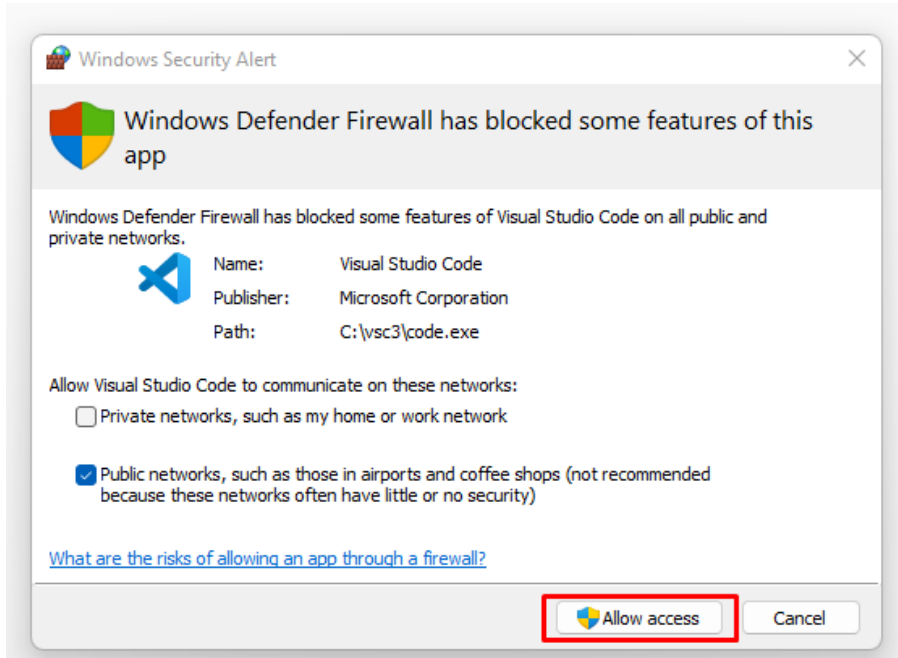 Windows Security Alert
Windows Defender Firewall has blocked some features of this
app
Windows Defender Firewall has blocked some features of Visual Studio Code on all public and
private networks.
Name: Visual Studio Code
Publisher: Microsoft Corporation
Path: C:\vsc3\code.exe
Allow Visual Studio Code to communicate on these networks:
Private networks, such as my home or work network
Public networks, such as those in airports and coffee shops (not recommended
because these networks often have little or no security)
What are the risks of allowing an app through a firewall?
Allow access Cancel